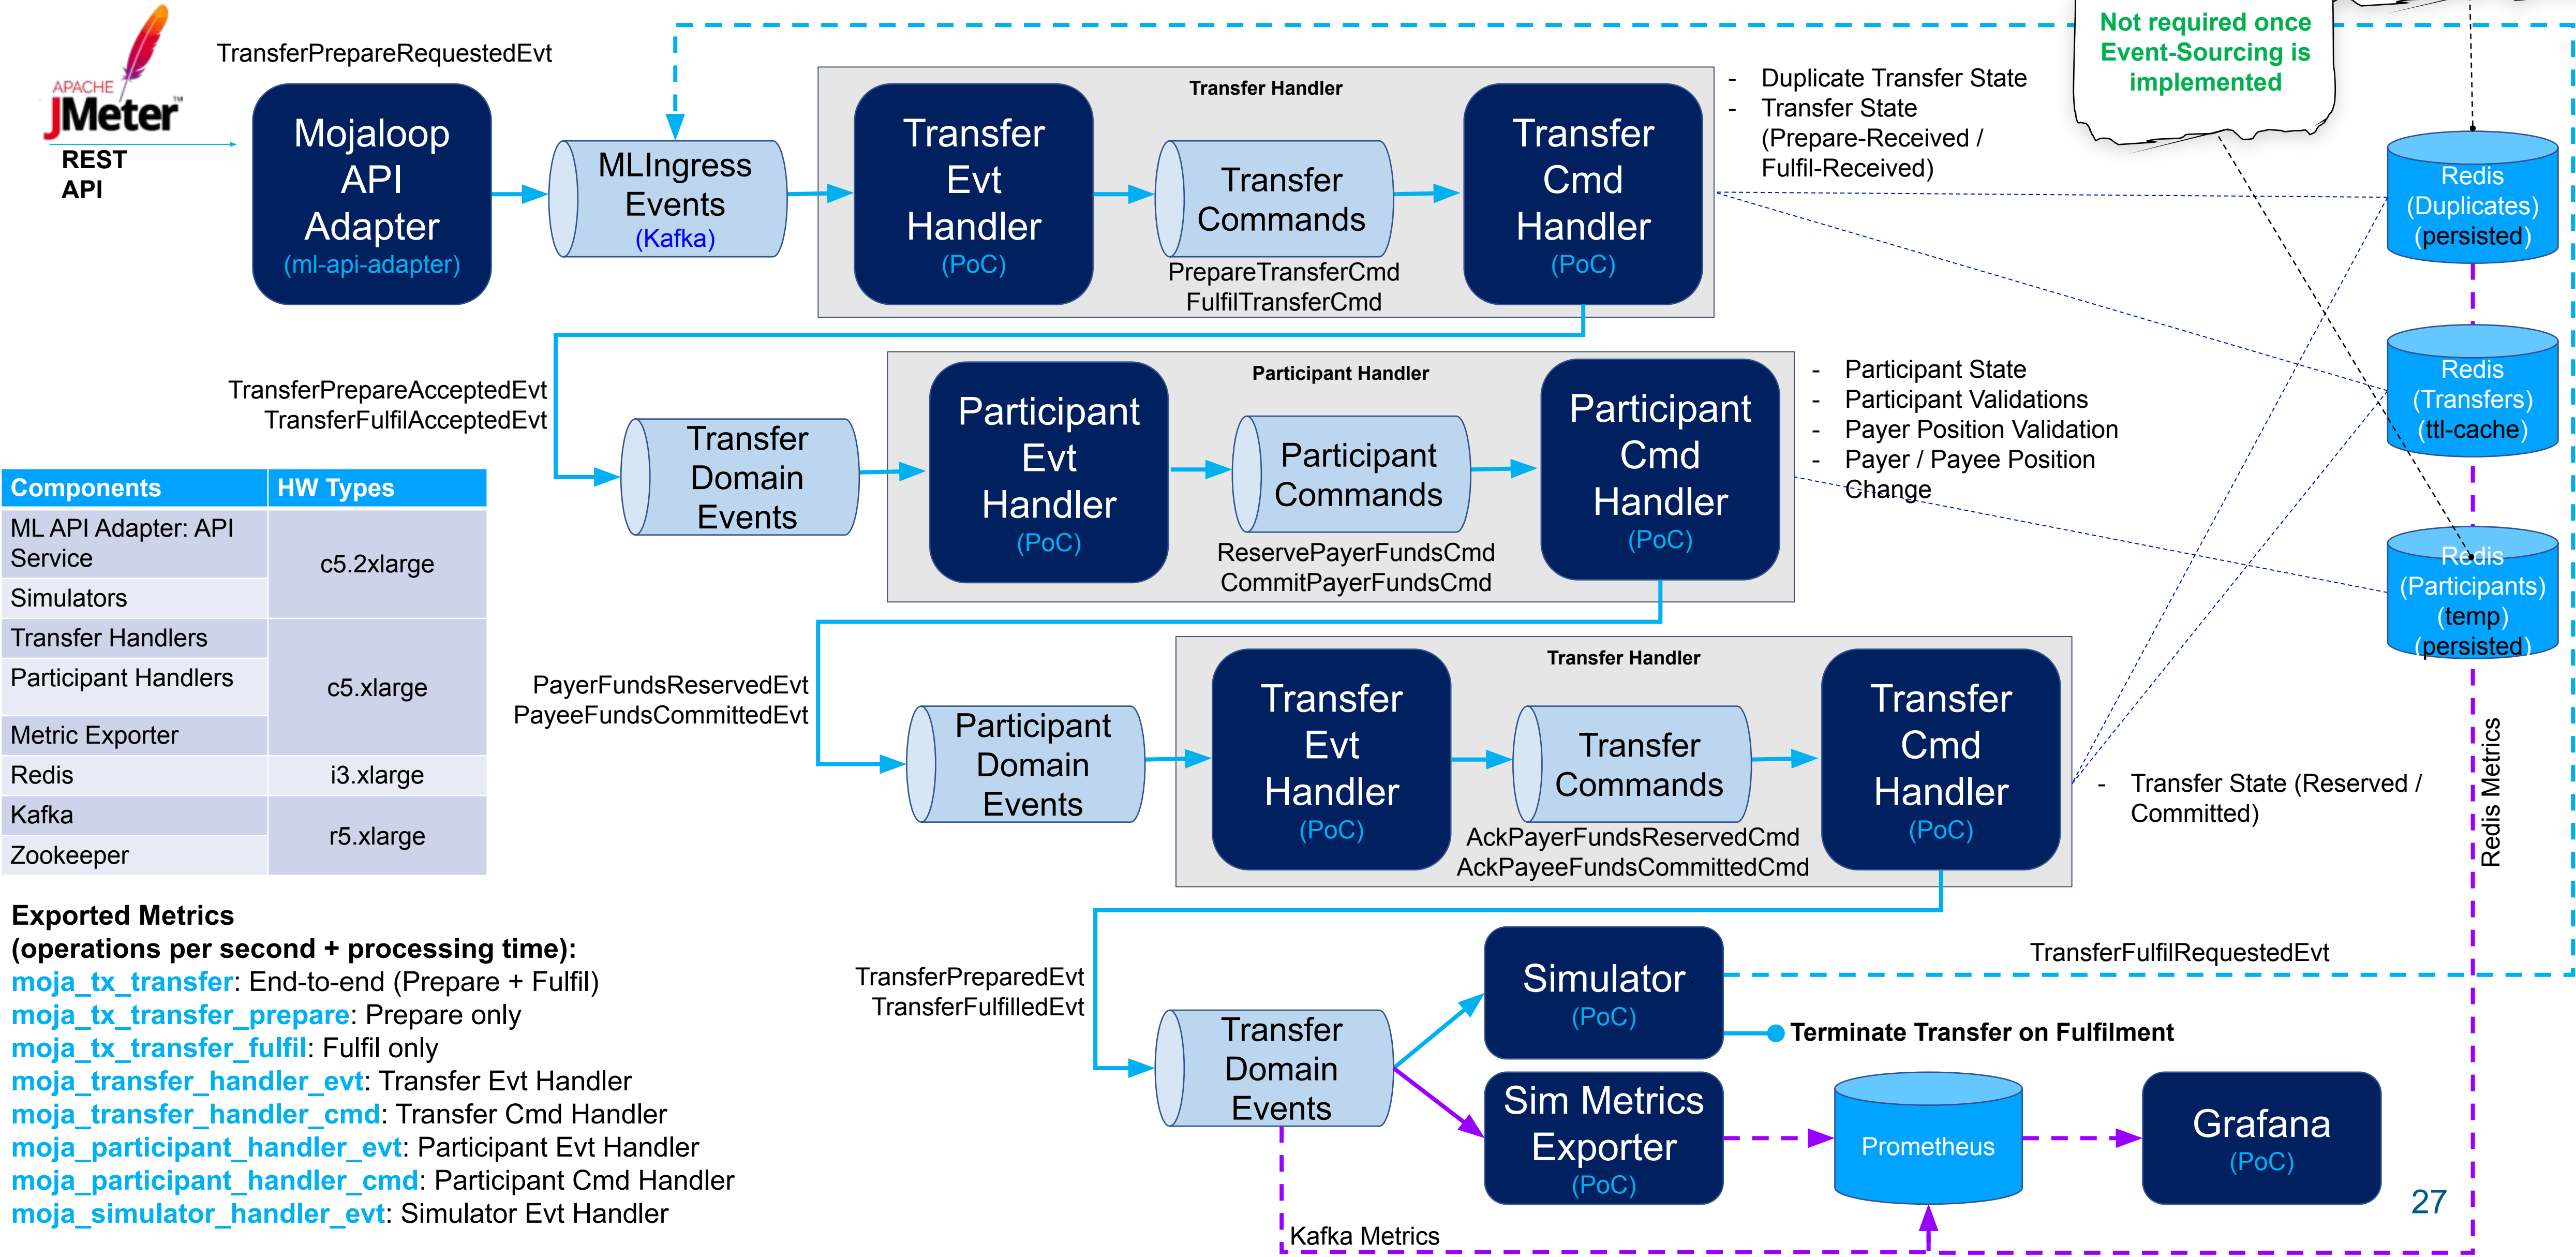 APACHE
JMeter™
REST
API
TransferPrepareRequestedEvt
Mojaloop
API
Adapter
(ml-api-adapter)
MLIngress
Events
(Kafka)
Transfer Handler
Transfer
Evt
Handler
(PoC)
Transfer
Commands
PrepareTransferCmd
FulfilTransferCmd
Transfer
Cmd
Handler
(PoC)
- Duplicate Transfer State
- Transfer State
(Prepare-Received /
Fulfil-Received)
Not required once
Event-Sourcing is
implemented
Redis
(Duplicates)
(persisted)
Redis
(Transfers)
(ttl-cache)
Redis
(Participants)
(temp)
(persisted)
TransferPrepareAcceptedEvt
TransferFulfilAcceptedEvt
Transfer
Domain
Events
Participant Handler
Participant
Evt
Handler
(PoC)
Participant
Commands
ReservePayerFundsCmd
CommitPayerFundsCmd
Participant
Cmd
Handler
(PoC)
- Participant State
- Participant Validations
- Payer Position Validation
- Payer / Payee Position
Change
Components HW Types
ML API Adapter: API
Service
c5.2xlarge
Simulators
Transfer Handlers
Participant Handlers
c5.xlarge
Metric Exporter
Redis i3.xlarge
Kafka
r5.xlarge
Zookeeper
PayerFundsReservedEvt
PayeeFundsCommittedEvt
Participant
Domain
Events
Transfer Handler
Transfer
Evt
Handler
(PoC)
Transfer
Commands
AckPayerFundsReservedCmd
AckPayeeFundsCommittedCmd
Transfer
Cmd
Handler
(PoC)
- Transfer State (Reserved /
Committed)
Redis Metrics
Exported Metrics
(operations per second + processing time):
moja_tx_transfer: End-to-end (Prepare + Fulfil)
moja_tx_transfer_prepare: Prepare only
moja_tx_transfer_fulfil: Fulfil only
moja_transfer_handler_evt: Transfer Evt Handler
moja_transfer_handler_cmd: Transfer Cmd Handler
moja_participant_handler_evt: Participant Evt Handler
moja_participant_handler_cmd: Participant Cmd Handler
moja_simulator_handler_evt: Simulator Evt Handler
TransferPreparedEvt
TransferFulfilledEvt
Transfer
Domain
Events
Simulator
(PoC)
TransferFulfilRequestedEvt
Terminate Transfer on Fulfilment
Sim Metrics
Exporter
(PoC)
Prometheus
Grafana
(PoC)
Kafka Metrics
27